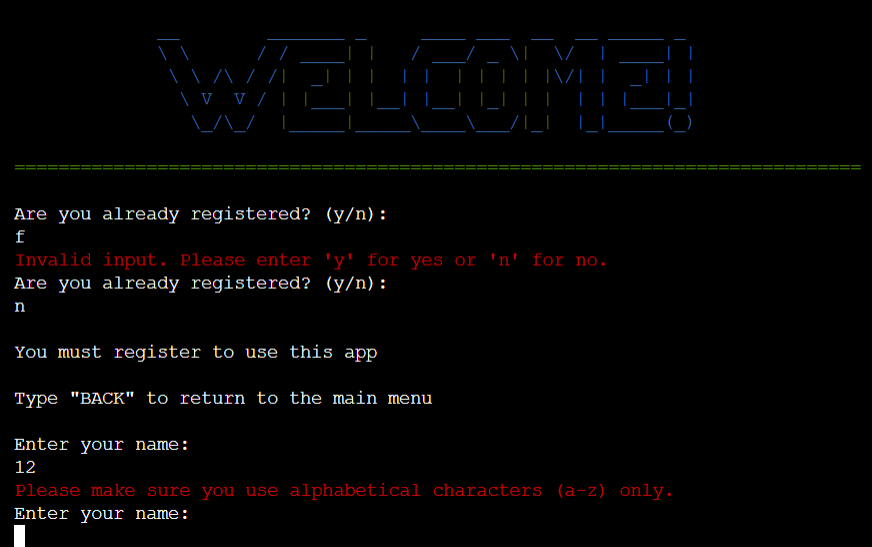 WELCOME!
=============================================================================
Are you already registered? (y/n):
f
Invalid input. Please enter 'y' for yes or 'n' for no.
Are you already registered? (y/n):
n
You must register to use this app
Type "BACK" to return to the main menu
Enter your name:
12
Please make sure you use alphabetical characters (a-z) only.
Enter your name: